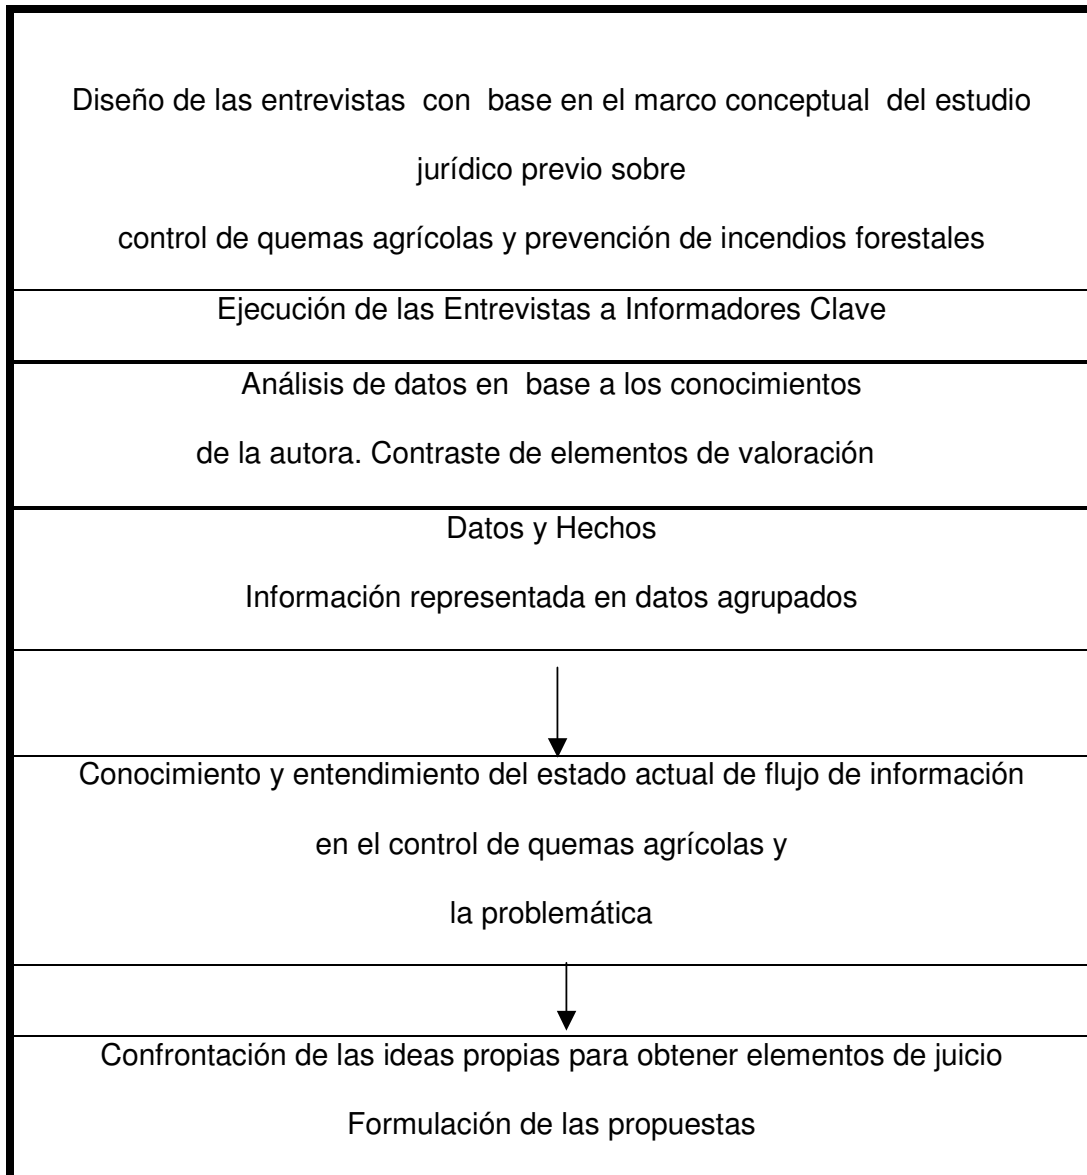 Diseño de las entrevistas con base en el marco conceptual del estudio
jurídico previo sobre
control de quemas agrícolas y prevención de incendios forestales
Ejecución de las Entrevistas a Informadores Clave
Análisis de datos en base a los conocimientos
de la autora. Contraste de elementos de valoración
Datos y Hechos
Información representada en datos agrupados
Conocimiento y entendimiento del estado actual de flujo de información
en el control de quemas agrícolas y
la problemática
Confrontación de las ideas propias para obtener elementos de juicio
Formulación de las propuestas